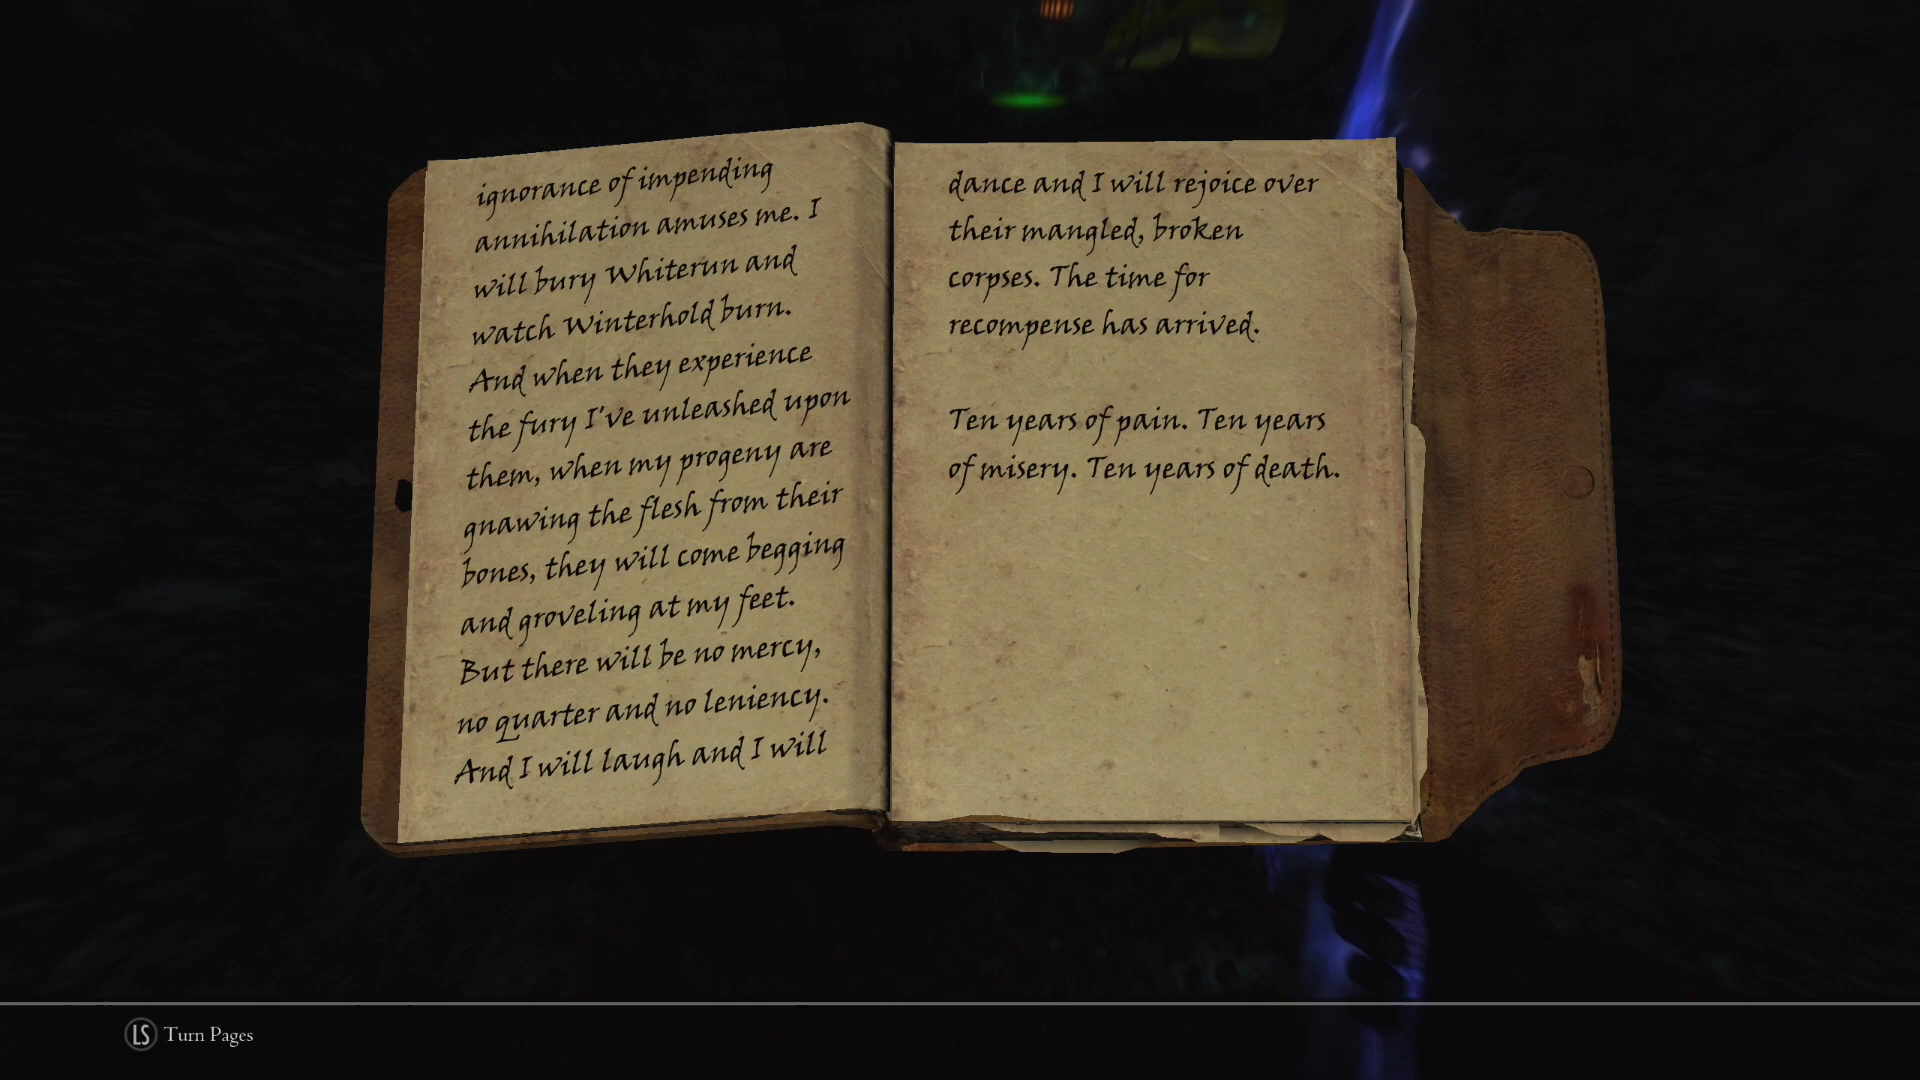 ignorance of impending
annihilation amuses me. I
will bury Whiterun and
watch Winterhold burn.
And when they experience
the fury I've unleashed upon
them, when my progeny are
gnawing the flesh from their
bones, they will come begging
and groveling at my feet.
But there will be no mercy,
no quarter and no leniency.
And I will laugh and I will
dance and I will rejoice over
their mangled, broken
corpses. The time for
recompense has arrived.
Ten years of pain. Ten years
of misery. Ten years of death.
LS Turn Pages